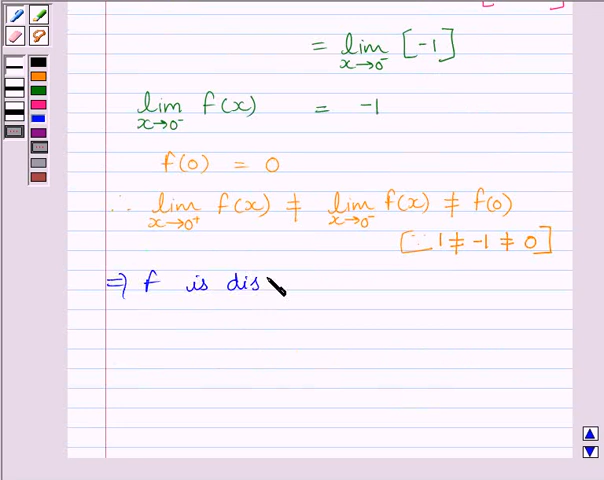 = lim x→0⁻ [-1]
lim x→0⁻ f(x) = -1
f(0) = 0
∴ lim x→0⁺ f(x) ≠ lim x→0⁻ f(x) ≠ f(0)
[∵ 1 ≠ -1 ≠ 0]
⇒ f is dis